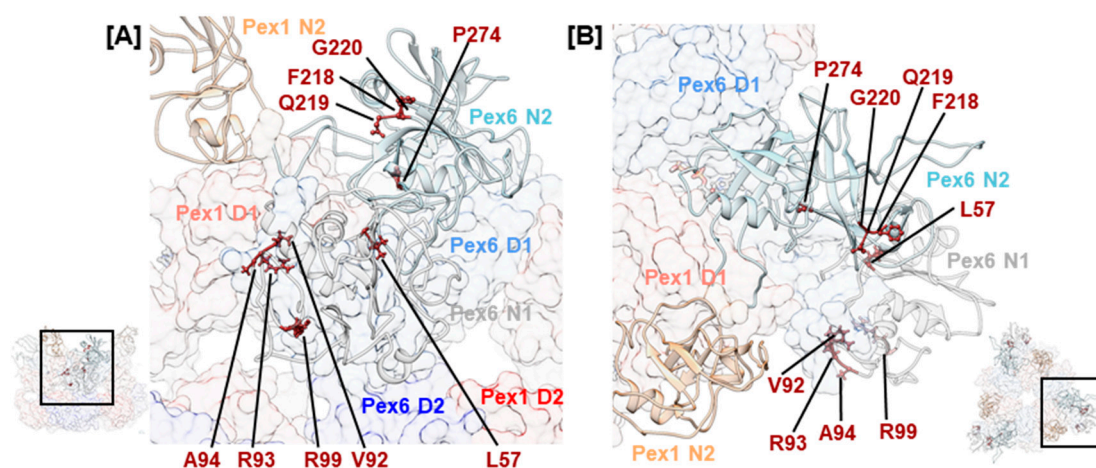 [A]
Pex1 N2
G220
F218
Q219
P274
Pex6 N2
Pex1 D1
Pex6 D1
Pex6 N1
Pex6 D2
Pex1 D2
A94 R93 R99 V92 L57
[B]
Pex6 D1
P274
Q219
G220
F218
Pex6 N2
L57
Pex6 N1
Pex1 D1
V92
R93
A94
R99
Pex1 N2